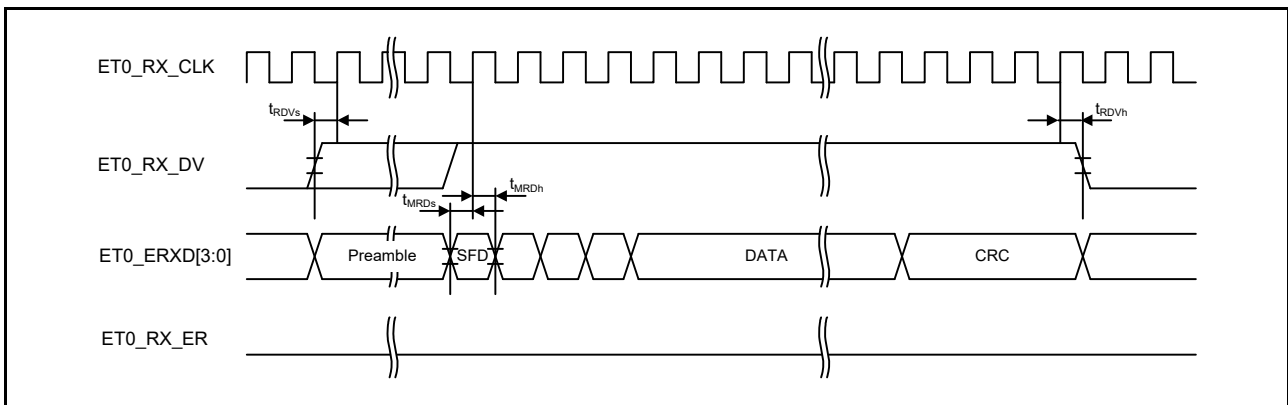 ET0_RX_CLK
tRDVs
tRDVh
ET0_RX_DV
tMRDs
tMRDh
ET0_ERXD[3:0]
Preamble
SFD
DATA
CRC
ET0_RX_ER